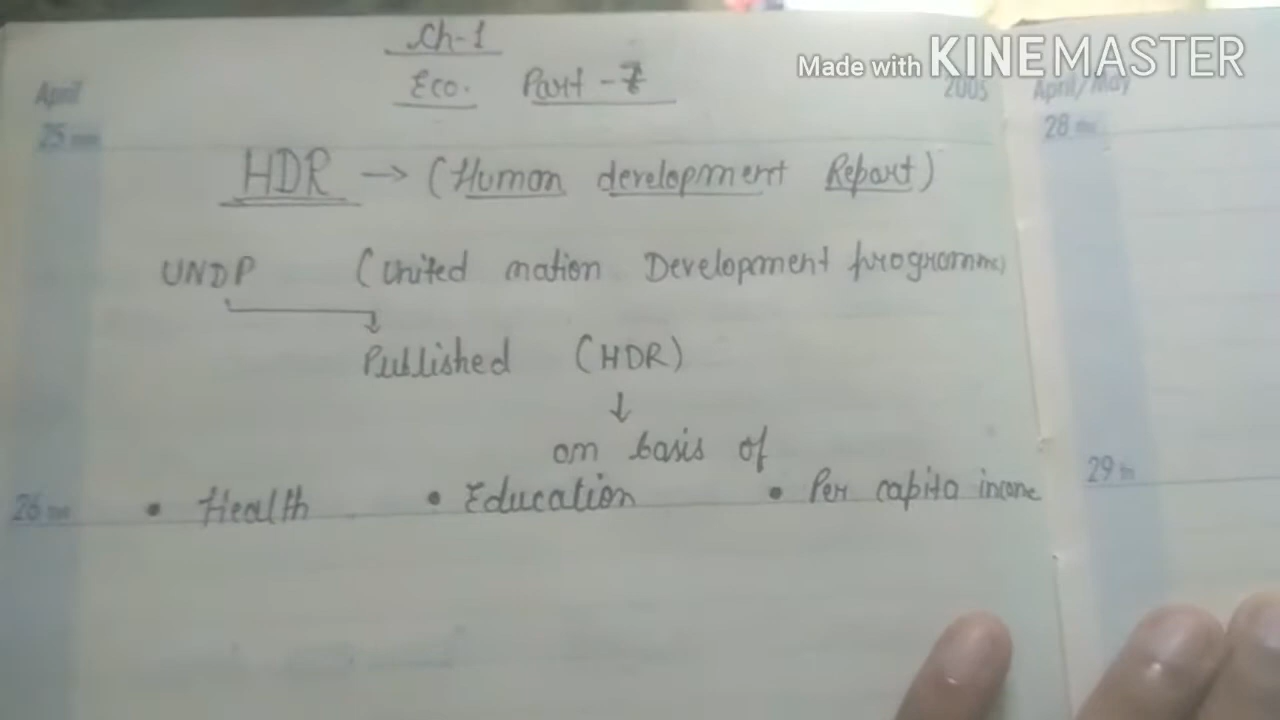 Ch-1
Made with KINEMASTER
Eco. Part -7
April 2005 April/May
25 28
HDR → (Human development Report)
UNDP (United nation Development programme)
Published (HDR)
on basis of
29
26 • Health • Education • Per capita income